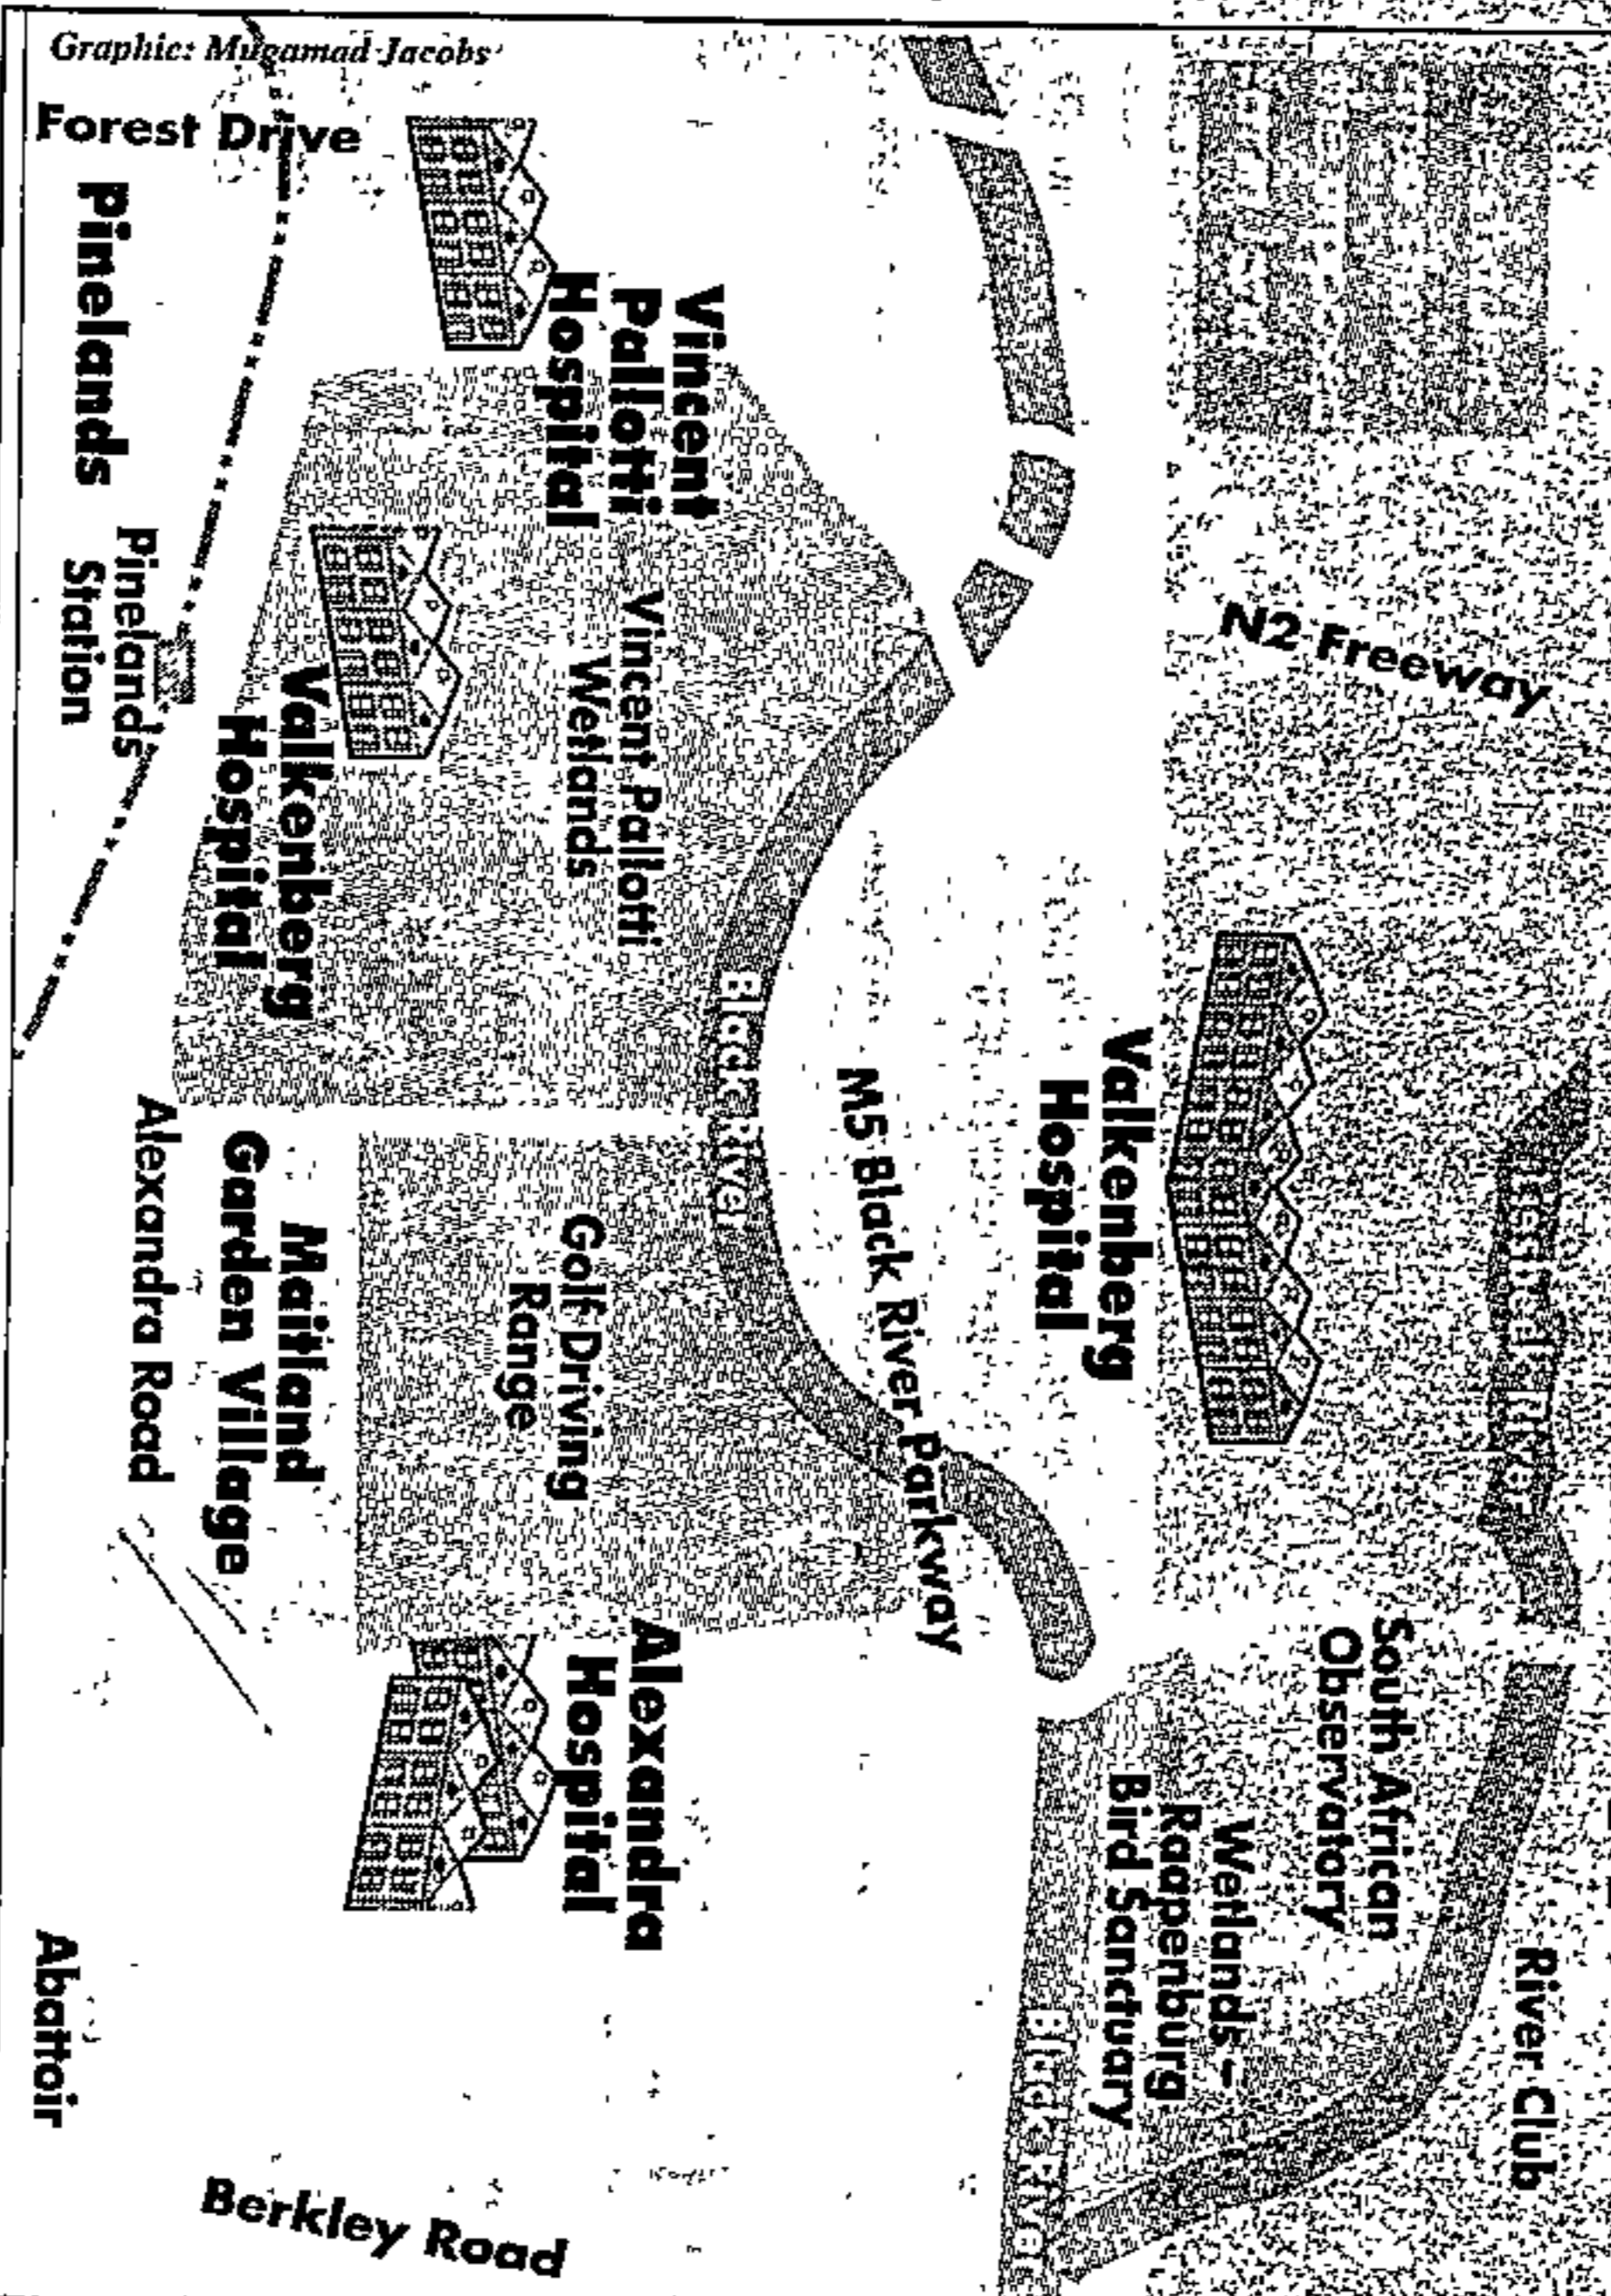 Graphic: Mugamad Jacobs
Forest Drive
Pinelands
Pinelands
Station
Vincent
Pallotti
Hospital
Vincent Pallotti
Wetlands
Valkenberg
Hospital
N2 Freeway
Black River
M5 Black River Parkway
Valkenberg
Hospital
Maitland
Garden Village
Alexandra Road
Golf Driving
Range
Alexandra
Hospital
South African
Observatory
Wetlands –
Raapenburg
Bird Sanctuary
River Club
Black River
Abattoir
Berkley Road